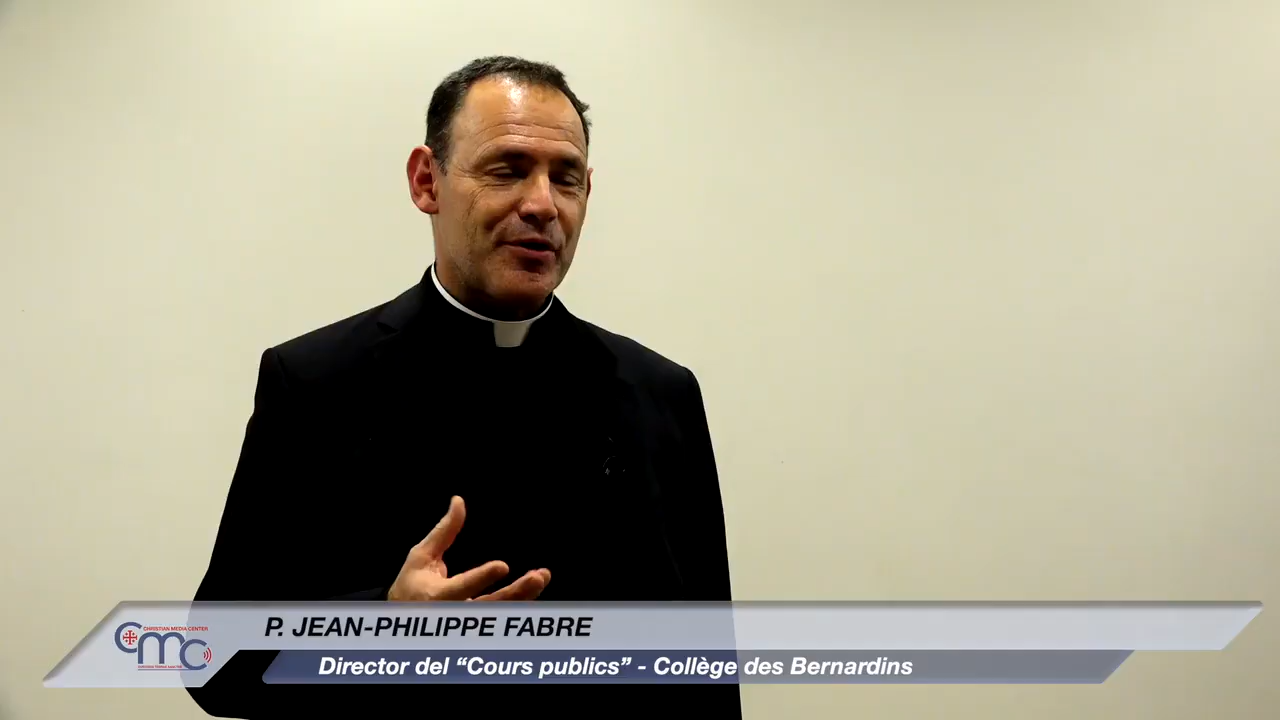 P. JEAN-PHILIPPE FABRE
Director del “Cours publics” - Collège des Bernardins
CHRISTIAN MEDIA CENTER
CMC